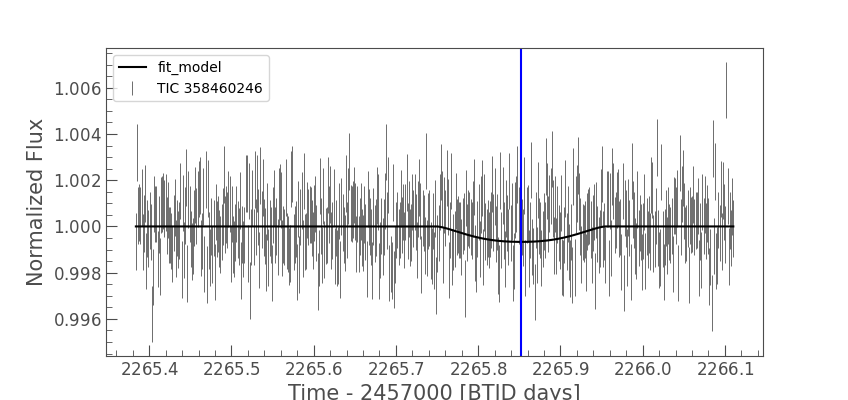 fit_model
TIC 358460246
1.006
1.004
1.002
1.000
0.998
0.996
Normalized Flux
2265.4 2265.5 2265.6 2265.7 2265.8 2265.9 2266.0 2266.1
Time - 2457000 [BTJD days]